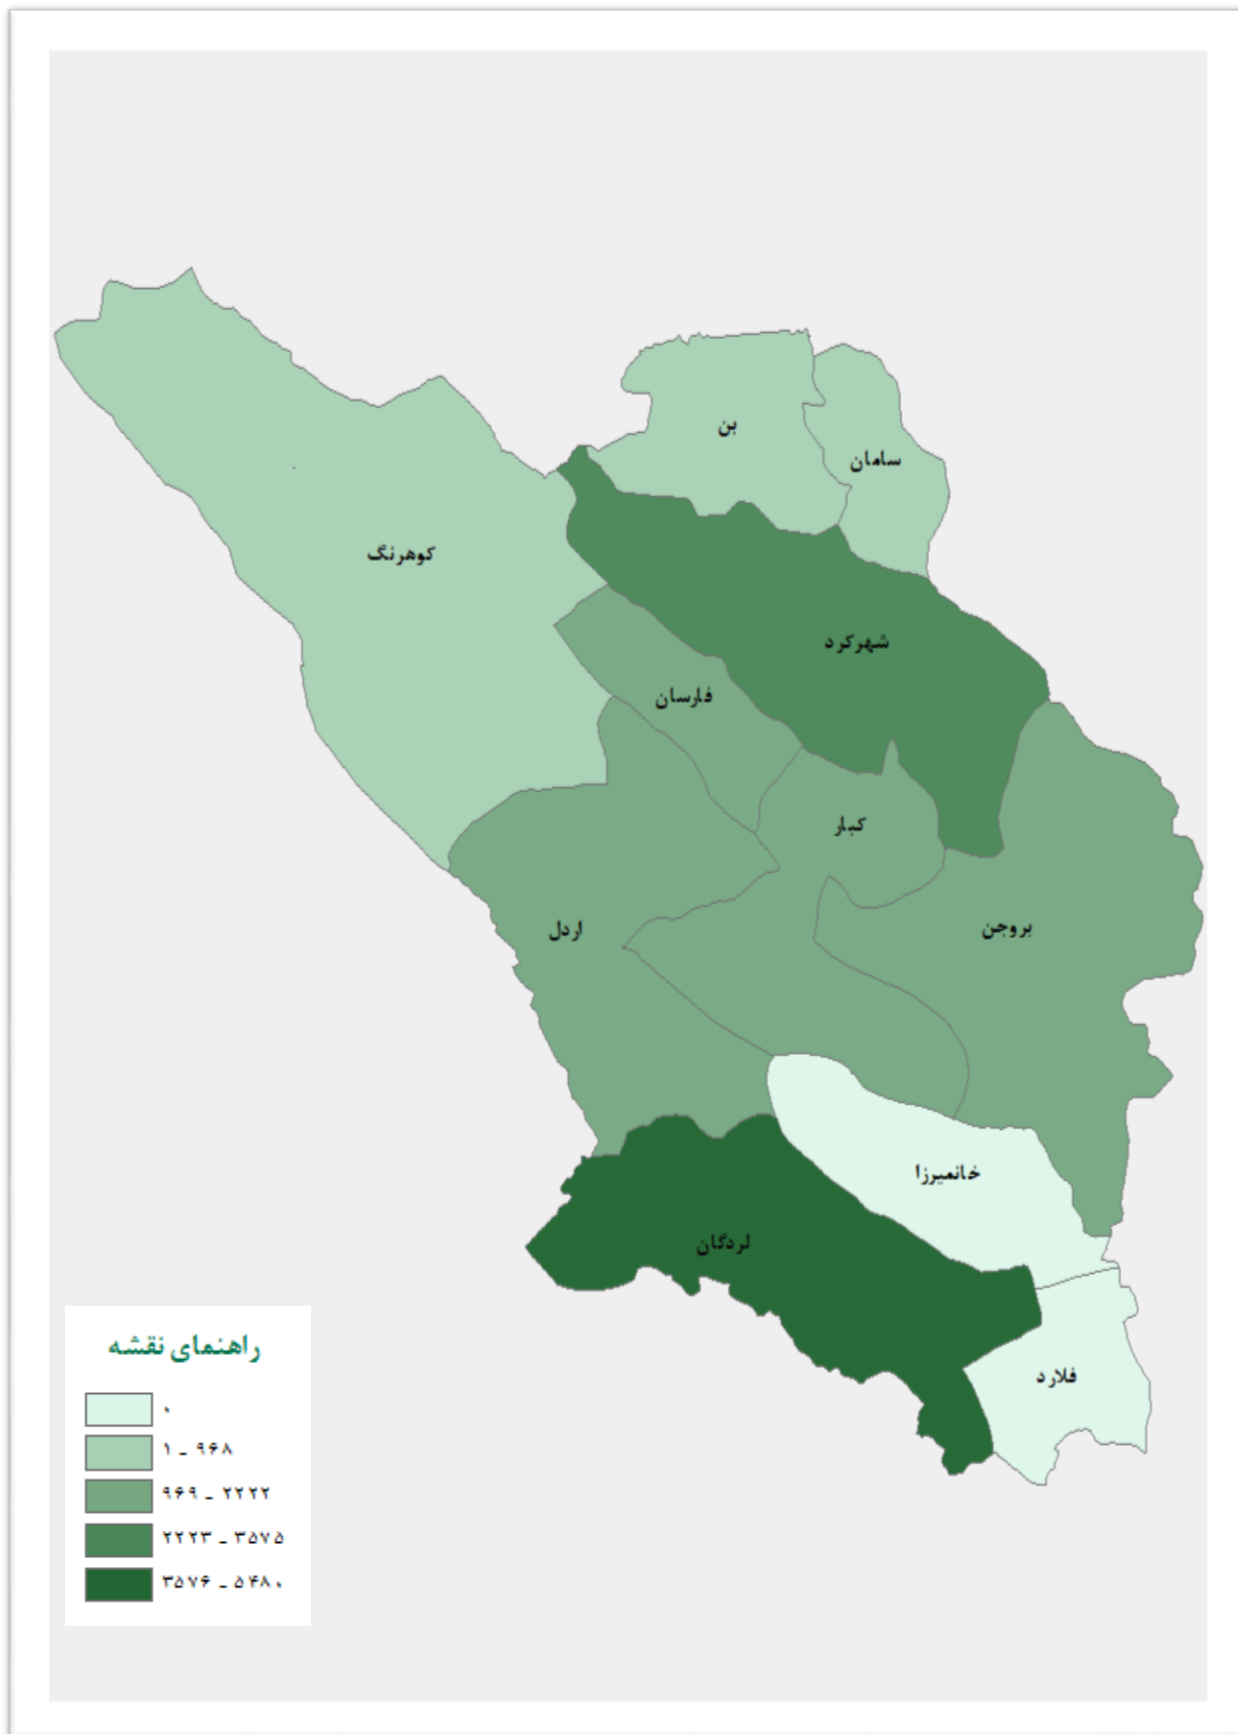 بن
سامان
کوهرنگ
شهرکرد
فارسان
کیار
اردل
بروجن
خانمیرزا
لردگان
فلارد
راهنمای نقشه
۰
۱ - ۹۶۸
۹۶۹ - ۲۲۲۲
۲۲۲۳ - ۳۵۷۵
۳۵۷۶ - ۵۴۸۰